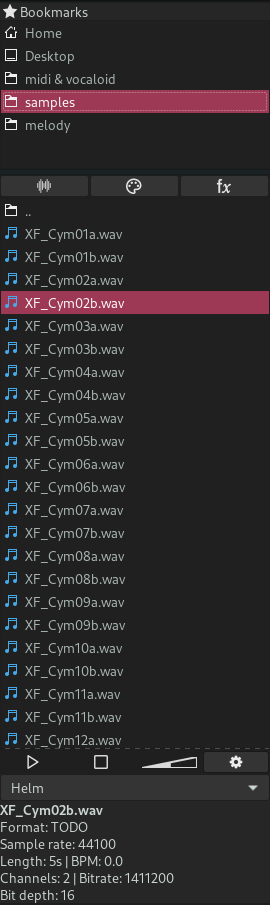 Bookmarks
Home
Desktop
midi & vocaloid
samples
melody
fx
..
XF_Cym01a.wav
XF_Cym01b.wav
XF_Cym02a.wav
XF_Cym02b.wav
XF_Cym03a.wav
XF_Cym03b.wav
XF_Cym04a.wav
XF_Cym04b.wav
XF_Cym05a.wav
XF_Cym05b.wav
XF_Cym06a.wav
XF_Cym06b.wav
XF_Cym07a.wav
XF_Cym07b.wav
XF_Cym08a.wav
XF_Cym08b.wav
XF_Cym09a.wav
XF_Cym09b.wav
XF_Cym10a.wav
XF_Cym10b.wav
XF_Cym11a.wav
XF_Cym11b.wav
XF_Cym12a.wav
Helm
XF_Cym02b.wav
Format: TODO
Sample rate: 44100
Length: 5s | BPM: 0.0
Channels: 2 | Bitrate: 1411200
Bit depth: 16